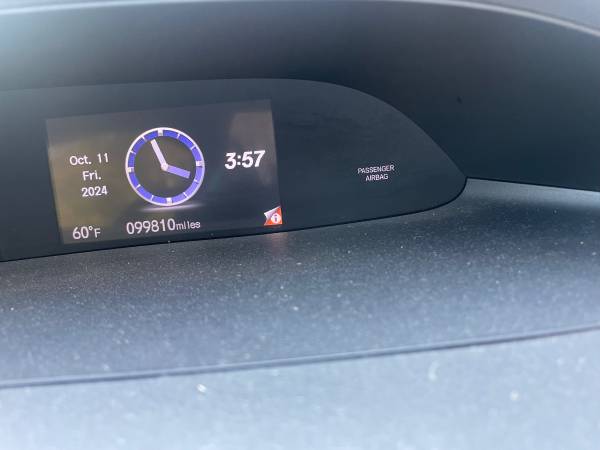 Oct. 11
Fri.
2024
3:57
60°F
099810miles
PASSENGER
AIRBAG